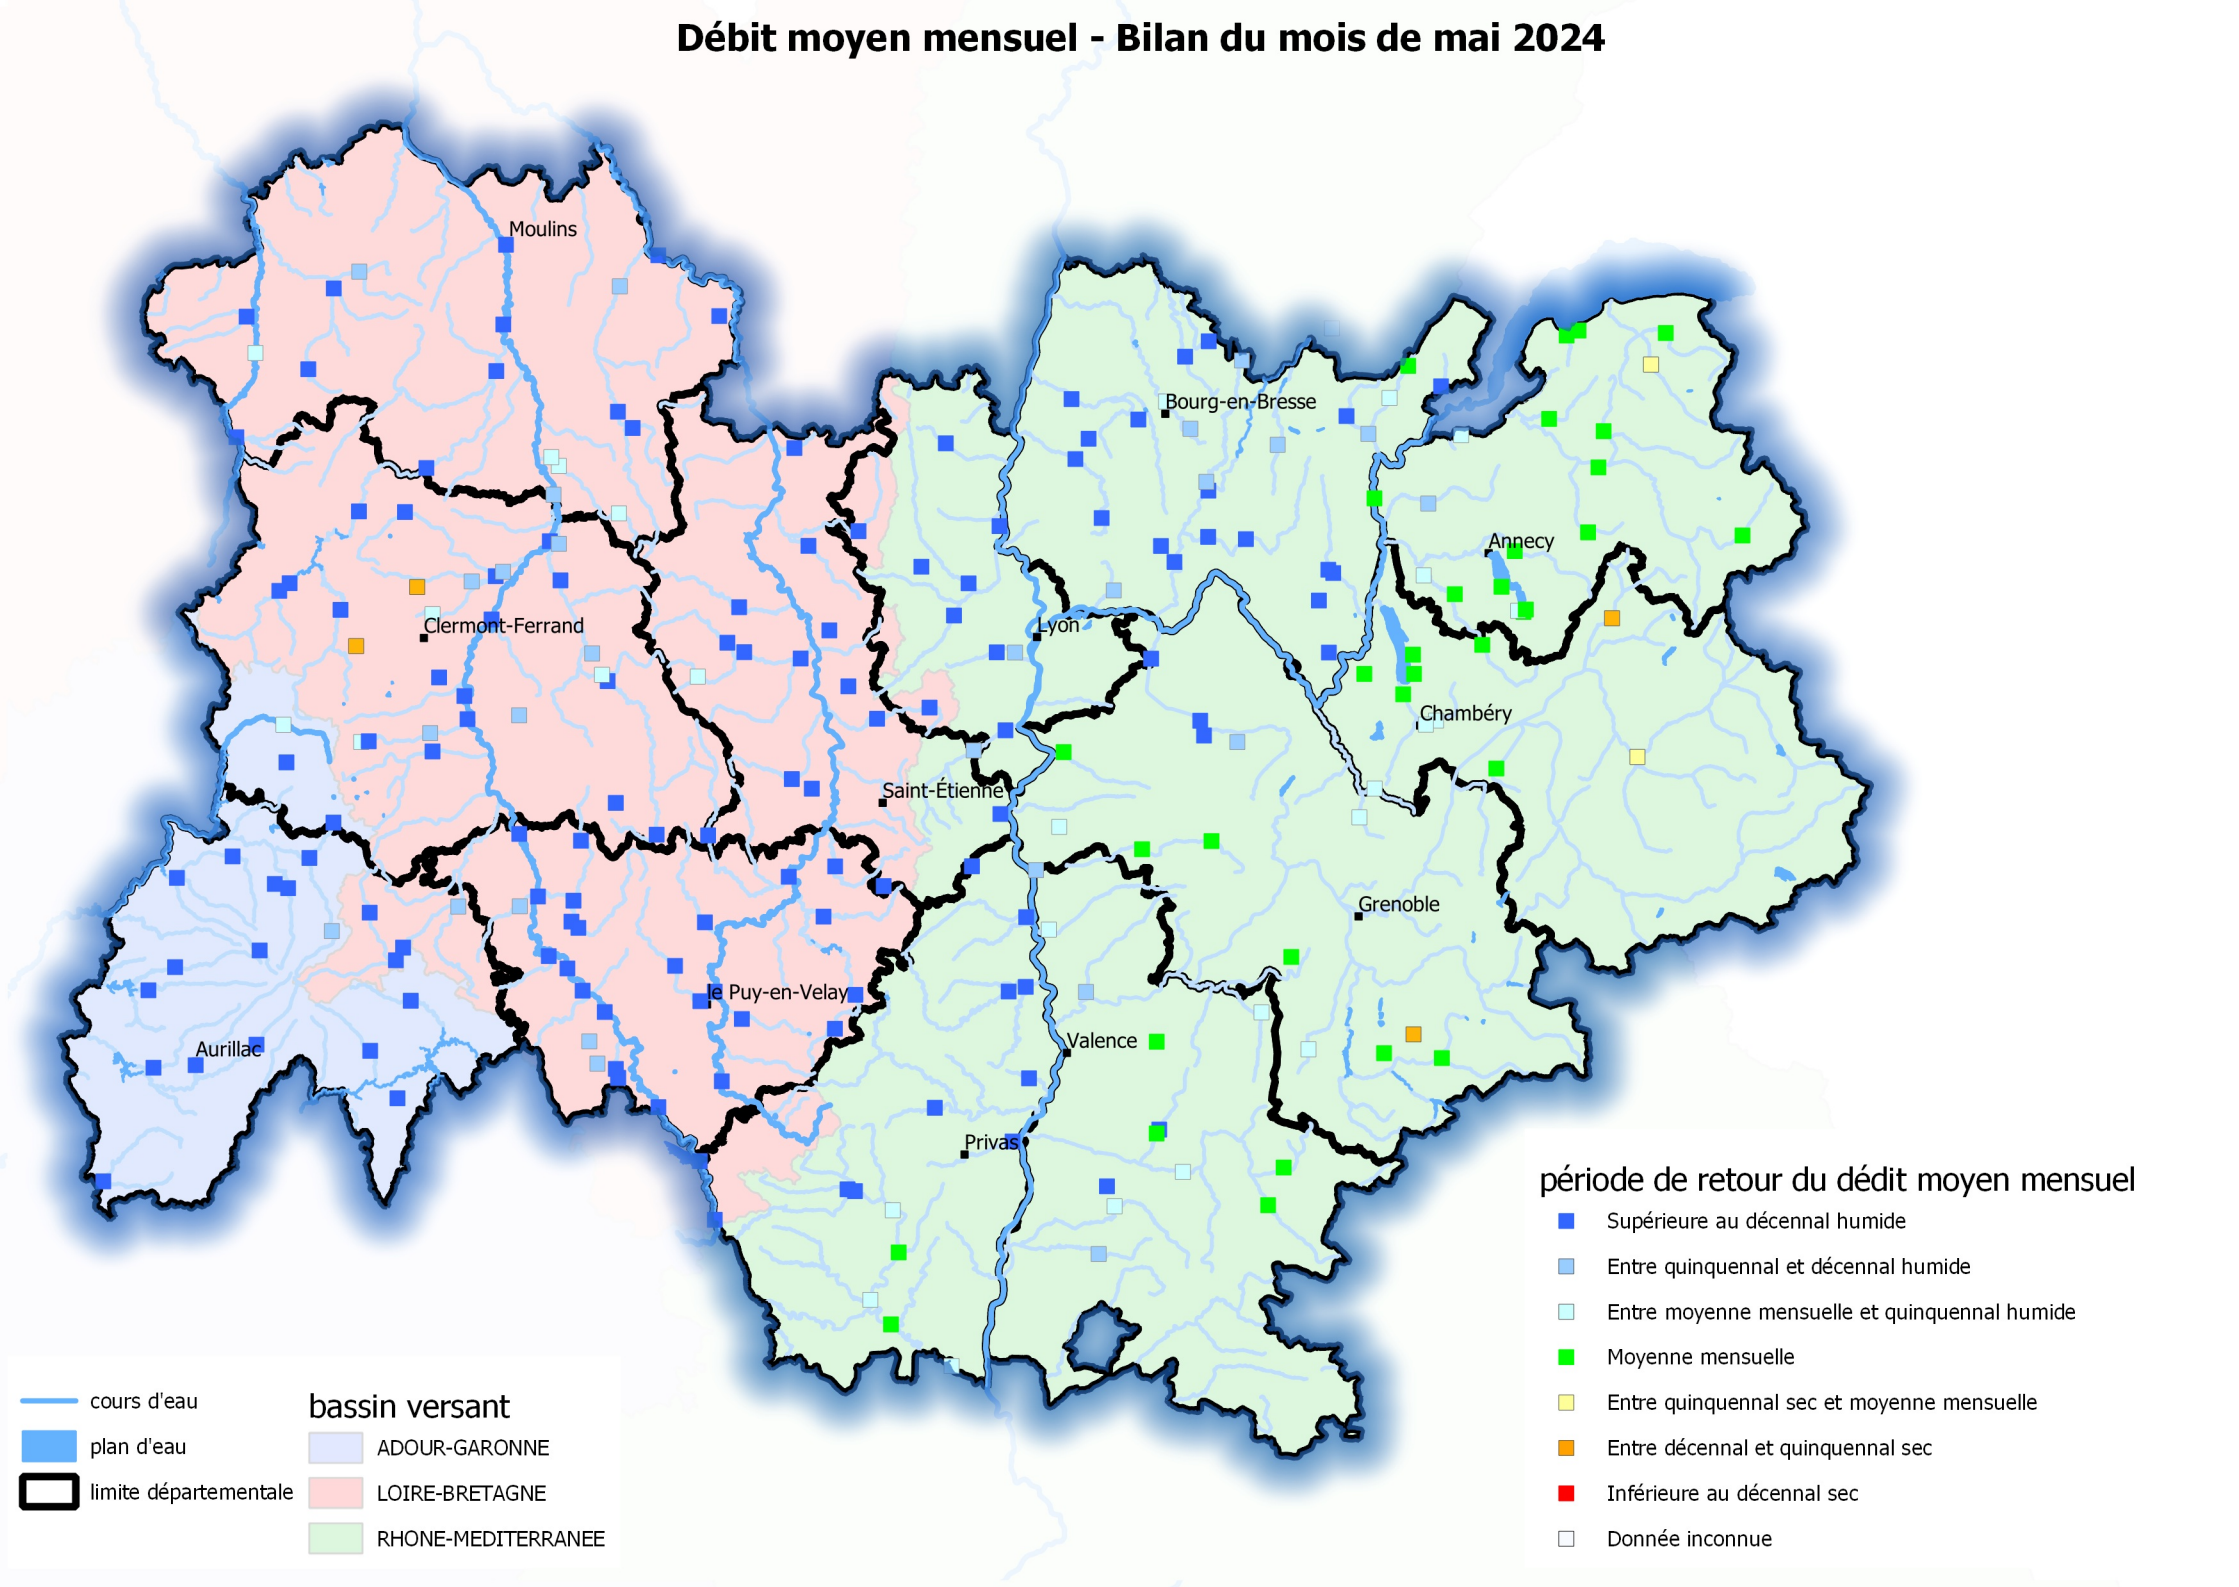 Débit moyen mensuel - Bilan du mois de mai 2024
Moulins
Bourg-en-Bresse
Annecy
Clermont-Ferrand
Lyon
Chambéry
Saint-Étienne
Grenoble
le Puy-en-Velay
Valence
Aurillac
Privas
période de retour du dédit moyen mensuel
Supérieure au décennal humide
Entre quinquennal et décennal humide
Entre moyenne mensuelle et quinquennal humide
Moyenne mensuelle
Entre quinquennal sec et moyenne mensuelle
Entre décennal et quinquennal sec
Inférieure au décennal sec
Donnée inconnue
cours d'eau
plan d'eau
limite départementale
bassin versant
ADOUR-GARONNE
LOIRE-BRETAGNE
RHONE-MEDITERRANEE